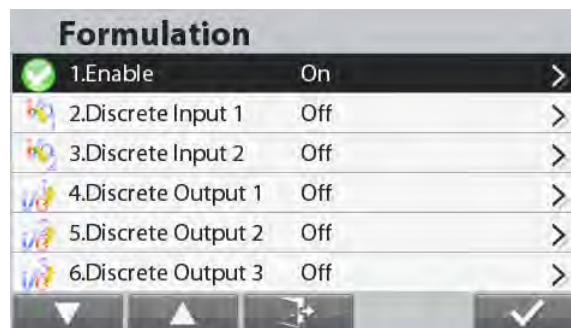 Formulation
1.Enable On
2.Discrete Input 1 Off
3.Discrete Input 2 Off
4.Discrete Output 1 Off
5.Discrete Output 2 Off
6.Discrete Output 3 Off